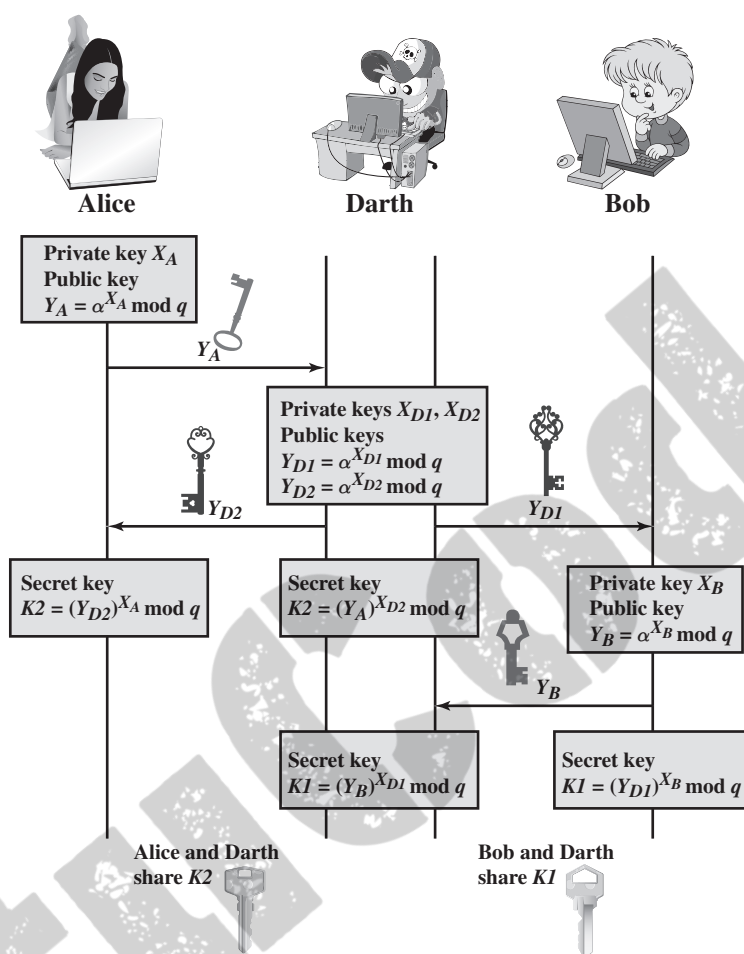 Alice
Darth
Bob
Private key X_A
Public key
Y_A = α^{X_A} mod q
Y_A
Private keys X_{D1}, X_{D2}
Public keys
Y_{D1} = α^{X_{D1}} mod q
Y_{D2} = α^{X_{D2}} mod q
Y_{D2}
Y_{D1}
Secret key
K2 = (Y_{D2})^{X_A} mod q
Secret key
K2 = (Y_A)^{X_{D2}} mod q
Private key X_B
Public key
Y_B = α^{X_B} mod q
Y_B
Secret key
K1 = (Y_B)^{X_{D1}} mod q
Secret key
K1 = (Y_{D1})^{X_B} mod q
Alice and Darth
share K2
Bob and Darth
share K1